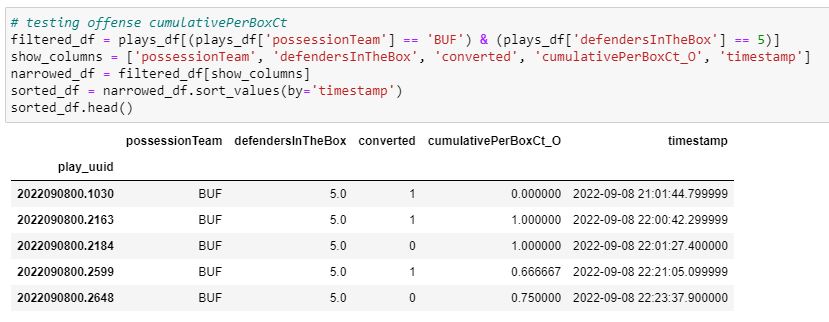 # testing offense cumulativePerBoxCt
filtered_df = plays_df[(plays_df['possessionTeam'] == 'BUF') & (plays_df['defendersInTheBox'] == 5)]
show_columns = ['possessionTeam', 'defendersInTheBox', 'converted', 'cumulativePerBoxCt_O', 'timestamp']
narrowed_df = filtered_df[show_columns]
sorted_df = narrowed_df.sort_values(by='timestamp')
sorted_df.head()
possessionTeam defendersInTheBox converted cumulativePerBoxCt_O timestamp
play_uuid
2022090800.1030 BUF 5.0 1 0.000000 2022-09-08 21:01:44.799999
2022090800.2163 BUF 5.0 1 1.000000 2022-09-08 22:00:42.299999
2022090800.2184 BUF 5.0 0 1.000000 2022-09-08 22:01:27.400000
2022090800.2599 BUF 5.0 1 0.666667 2022-09-08 22:21:05.099999
2022090800.2648 BUF 5.0 0 0.750000 2022-09-08 22:23:37.900000